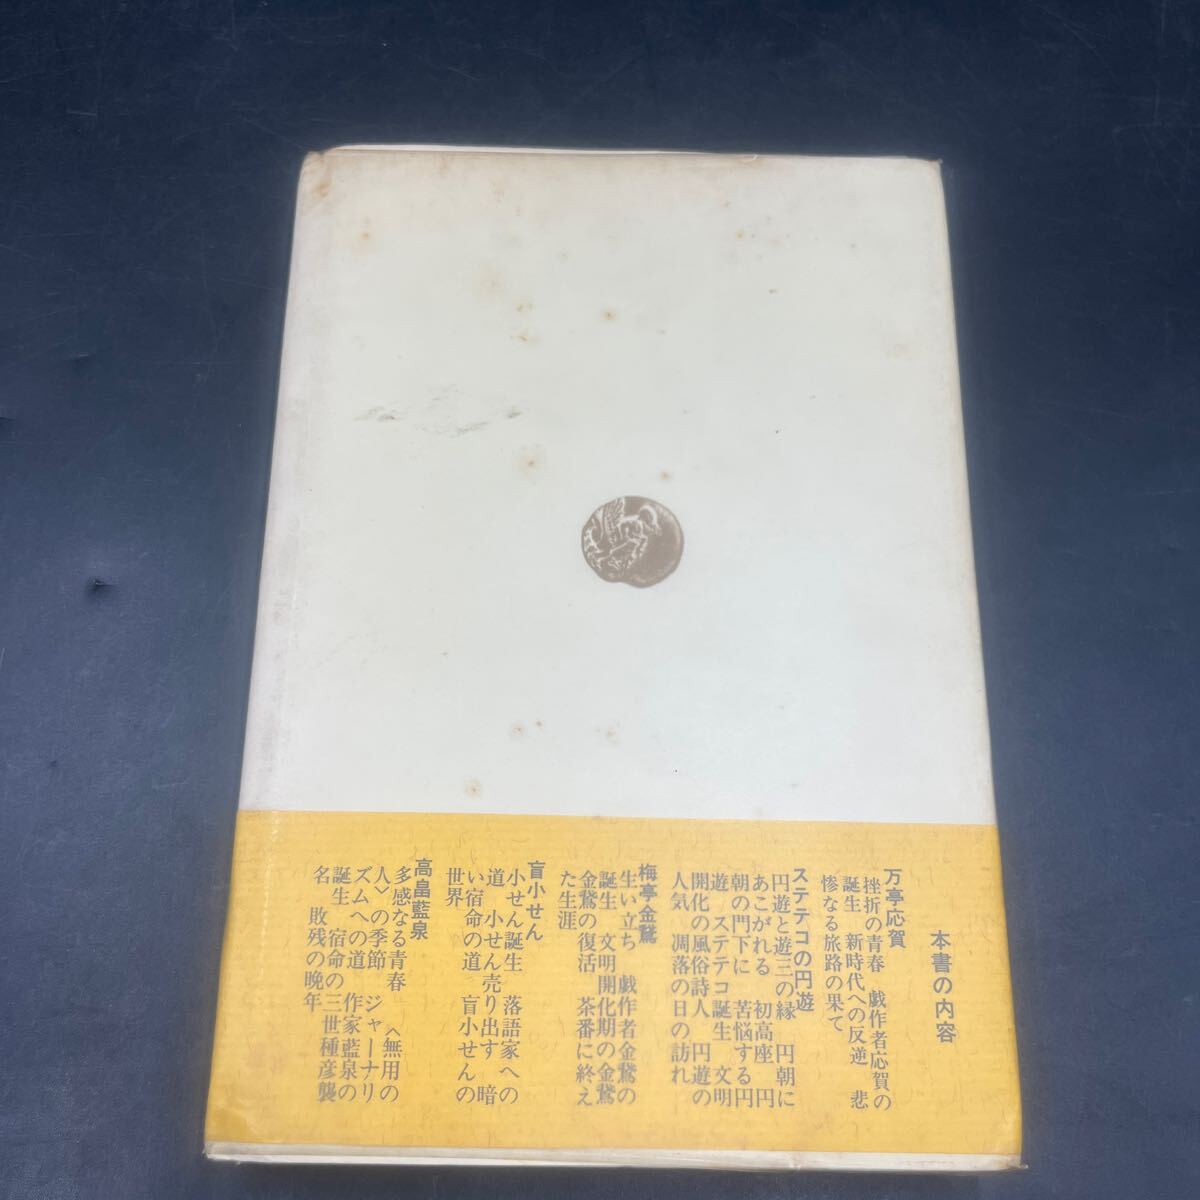 本書の内容
万亭応賀
挫折の青春　戯作者応賀の
誕生　新時代への反逆　悲
惨なる旅路の果て
ステテコの円遊
円遊と遊三の縁　円朝に
あこがれる　初高座　円
朝の門下に　苦悩する円
遊　ステテコ誕生　文明
開化の風俗詩人　円遊の
人気　凋落の日の訪れ
梅亭金鵞
生い立ち　戯作者金鵞の
誕生　文明開化期の金鵞
金鵞の復活　茶番に終え
た生涯
盲小せん
小せん誕生　落語家への
道　小せん売り出す　暗
い宿命の道　盲小せんの
世界
高畠藍泉
多感なる青春　〈無用の
人〉の季節　ジャーナリ
ズムへの道　作家藍泉の
誕生　宿命の三世種彦襲
名　敗残の晩年